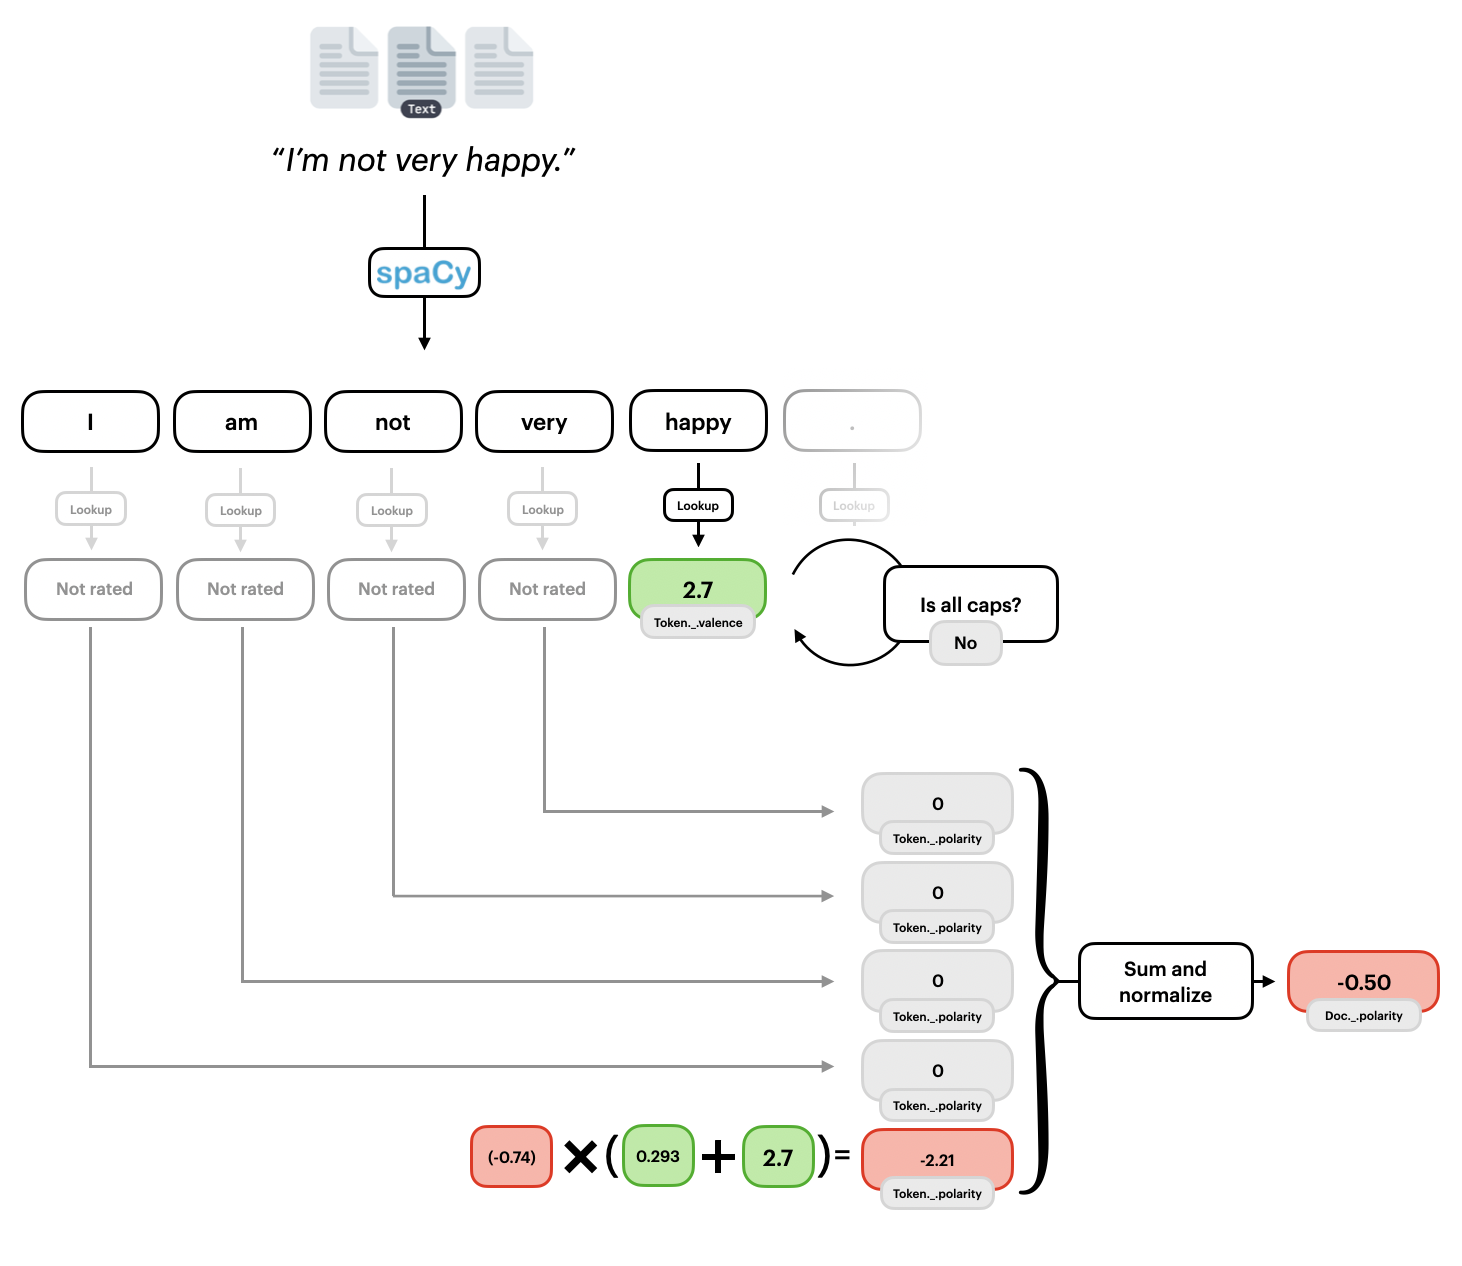 Text
“I’m not very happy.”
spaCy
I am not very happy .
Lookup Lookup Lookup Lookup Lookup Lookup
Not rated Not rated Not rated Not rated 2.7
Token._.valence
Is all caps?
No
0
Token._.polarity
0
Token._.polarity
0
Token._.polarity
0
Token._.polarity
Sum and
normalize
-0.50
Doc._.polarity
(-0.74) × ( 0.293 + 2.7 ) = -2.21
Token._.polarity